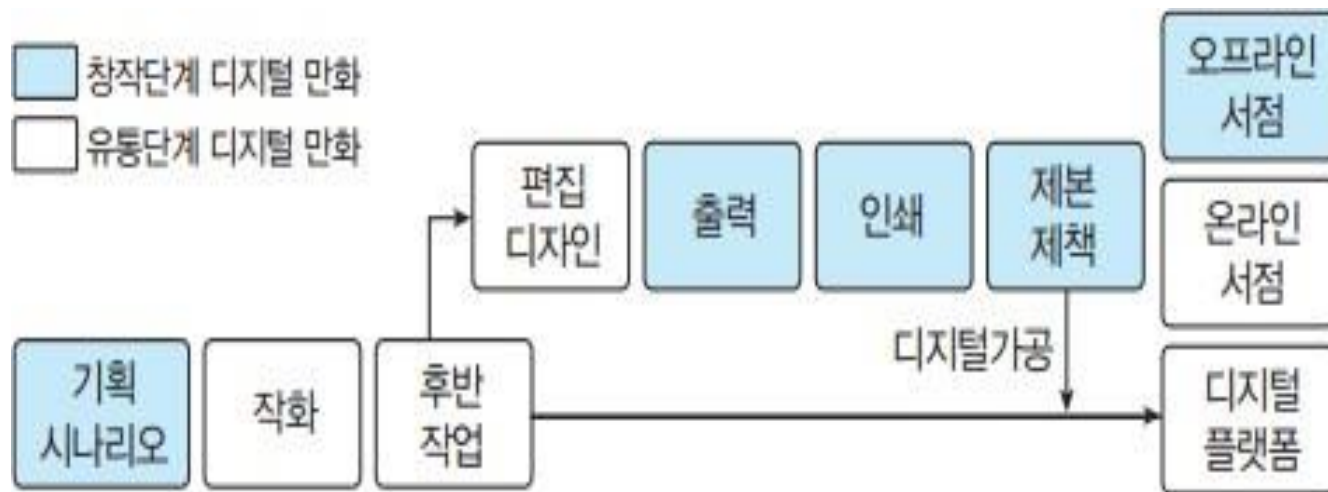 창작단계 디지털 만화
유통단계 디지털 만화
오프라인
서점
편집
디자인
출력
인쇄
제본
제책
온라인
서점
디지털가공
기획
시나리오
작화
후반
작업
디지털
플랫폼